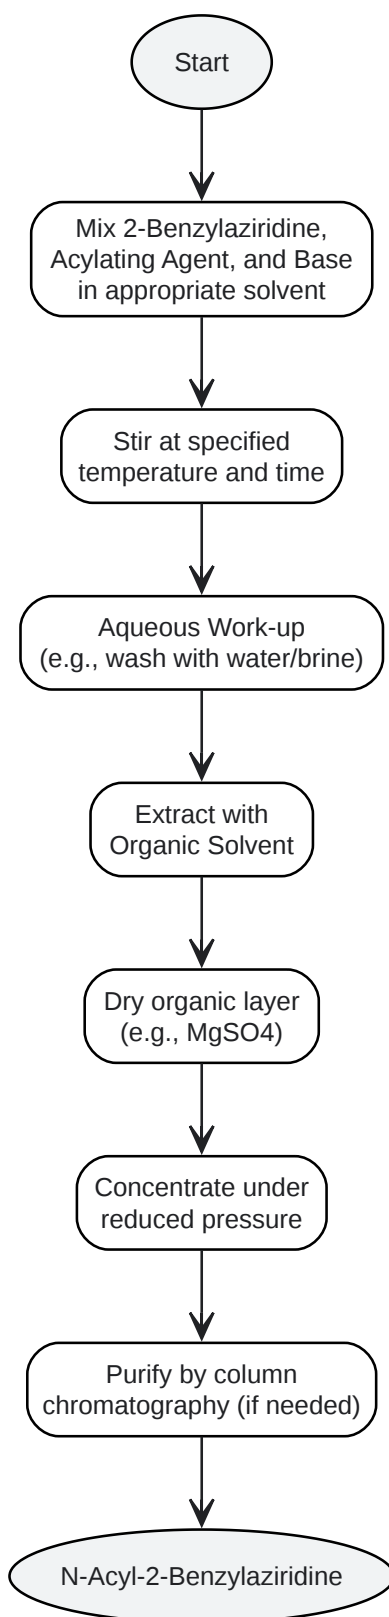 Start
Mix 2-Benzylaziridine,
Acylating Agent, and Base
in appropriate solvent
Stir at specified
temperature and time
Aqueous Work-up
(e.g., wash with water/brine)
Extract with
Organic Solvent
Dry organic layer
(e.g., MgSO4)
Concentrate under
reduced pressure
Purify by column
chromatography (if needed)
N-Acyl-2-Benzylaziridine